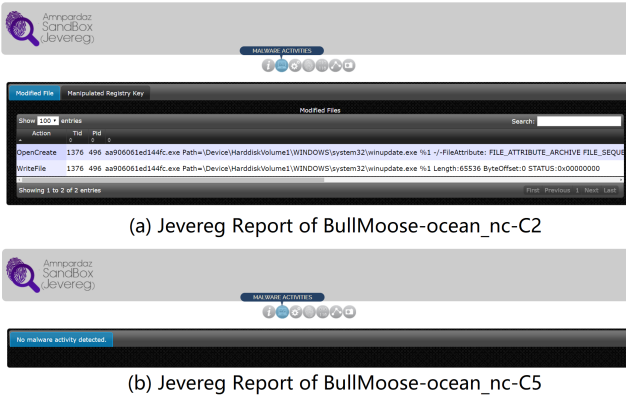 Amnpardaz
SandBox
(Jevereg)
MALWARE ACTIVITIES
Modified File
Manipulated Registry Key
Modified Files
Show 100 entries
Search:
Action Tid Pid
OpenCreate 1376 496 aa906061ed144fc.exe Path=\Device\HarddiskVolume1\WINDOWS\system32\winupdate.exe %1 -/-FileAttribute: FILE_ATTRIBUTE_ARCHIVE FILE_SEQUE
WriteFile 1376 496 aa906061ed144fc.exe Path=\Device\HarddiskVolume1\WINDOWS\system32\winupdate.exe %1 Length:65536 ByteOffset:0 STATUS:0x00000000
Showing 1 to 2 of 2 entries
First Previous 1 Next Last
(a) Jevereg Report of BullMoose-ocean_nc-C2
Amnpardaz
SandBox
(Jevereg)
MALWARE ACTIVITIES
No malware activity detected.
(b) Jevereg Report of BullMoose-ocean_nc-C5